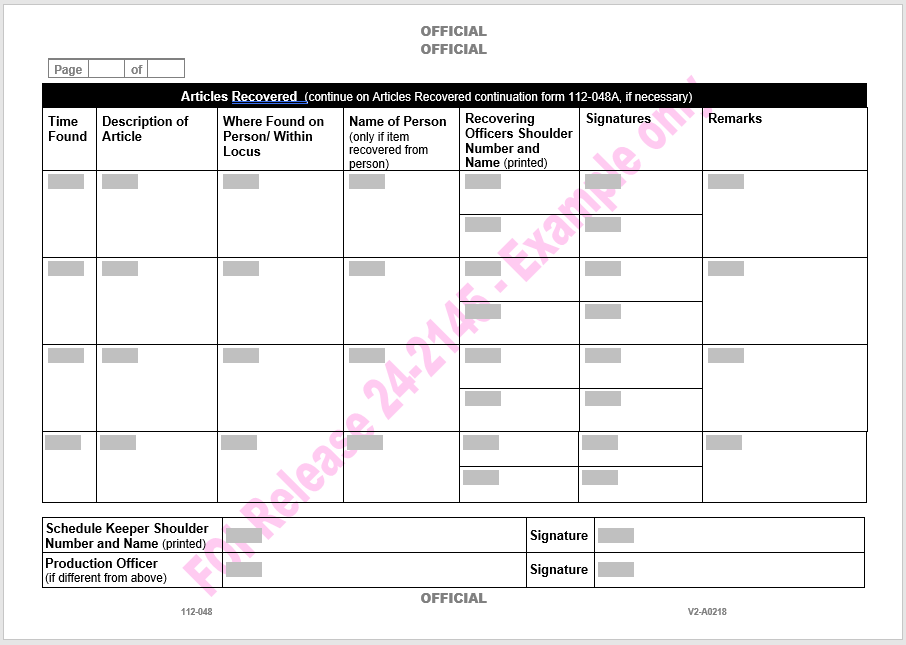 OFFICIAL
OFFICIAL
Page of
Articles Recovered (continue on Articles Recovered continuation form 112-048A, if necessary)
Time
Found
Description of
Article
Where Found on
Person/ Within
Locus
Name of Person
(only if item
recovered from
person)
Recovering
Officers Shoulder
Number and
Name (printed)
Signatures
Remarks
FOI Release 24-2145 - Example only
Schedule Keeper Shoulder
Number and Name (printed)
Signature
Production Officer
(if different from above)
Signature
OFFICIAL
112-048
V2-A0218